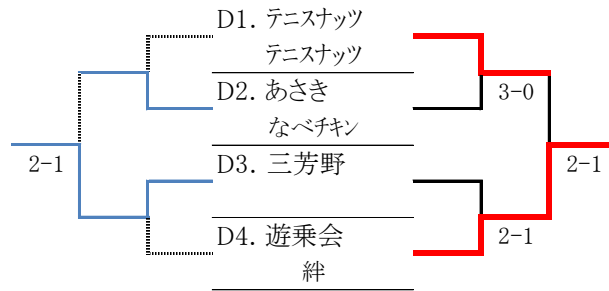 D1. テニスナッツ
テニスナッツ
D2. あさき
3-0
なべチキン
2-1
D3. 三芳野
2-1
D4. 遊乗会
2-1
絆